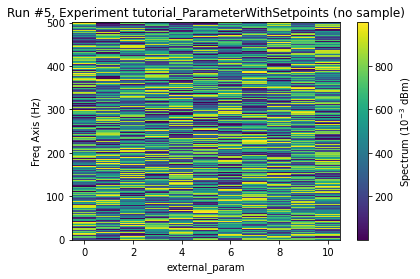 Run #5, Experiment tutorial_ParameterWithSetpoints (no sample)
500
400
300
200
100
0
Freq Axis (Hz)
0 2 4 6 8 10
external_param
800
600
400
200
Spectrum (10⁻³ dBm)